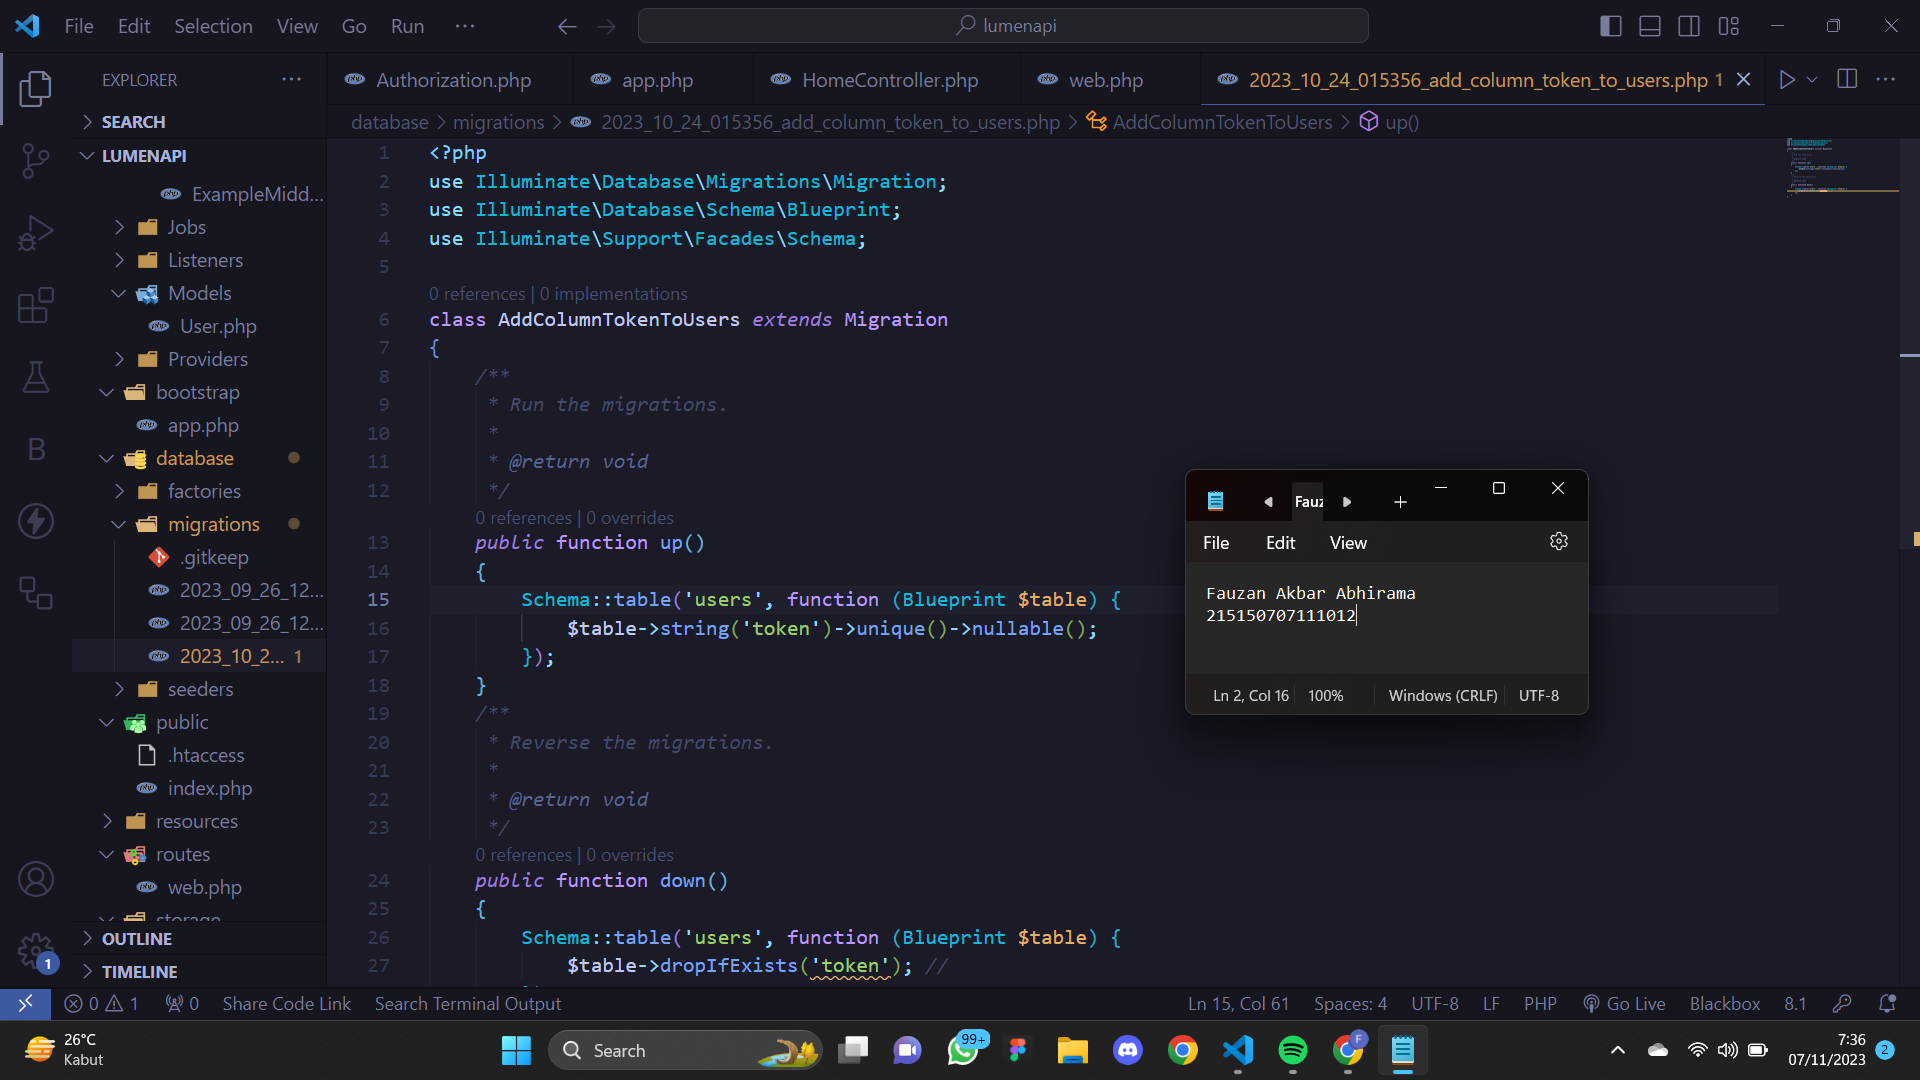 File Edit Selection View Go Run ··· lumenapi
EXPLORER ···
Authorization.php app.php HomeController.php web.php 2023_10_24_015356_add_column_token_to_users.php 1
database > migrations > 2023_10_24_015356_add_column_token_to_users.php > AddColumnTokenToUsers > up()
SEARCH
LUMENAPI
ExampleMidd...
Jobs
Listeners
Models
User.php
Providers
bootstrap
app.php
database
factories
migrations
.gitkeep
2023_09_26_12...
2023_09_26_12...
2023_10_2... 1
seeders
public
.htaccess
index.php
resources
routes
web.php
storage
OUTLINE
TIMELINE
B
1
1 <?php
2 use Illuminate\Database\Migrations\Migration;
3 use Illuminate\Database\Schema\Blueprint;
4 use Illuminate\Support\Facades\Schema;
5
0 references | 0 implementations
6 class AddColumnTokenToUsers extends Migration
7 {
8 /**
9 * Run the migrations.
10 *
11 * @return void
12 */
0 references | 0 overrides
13 public function up()
14 {
15 Schema::table('users', function (Blueprint $table) {
16 $table->string('token')->unique()->nullable();
17 });
18 }
19 /**
20 * Reverse the migrations.
21 *
22 * @return void
23 */
0 references | 0 overrides
24 public function down()
25 {
26 Schema::table('users', function (Blueprint $table) {
27 $table->dropIfExists('token'); //
Fauz
File Edit View
Fauzan Akbar Abhirama
215150707111012
Ln 2, Col 16 100% Windows (CRLF) UTF-8
0 1 0 Share Code Link Search Terminal Output Ln 15, Col 61 Spaces: 4 UTF-8 LF PHP Go Live Blackbox 8.1
26°C
Kabut
Search
99+
F
7:36
07/11/2023
2